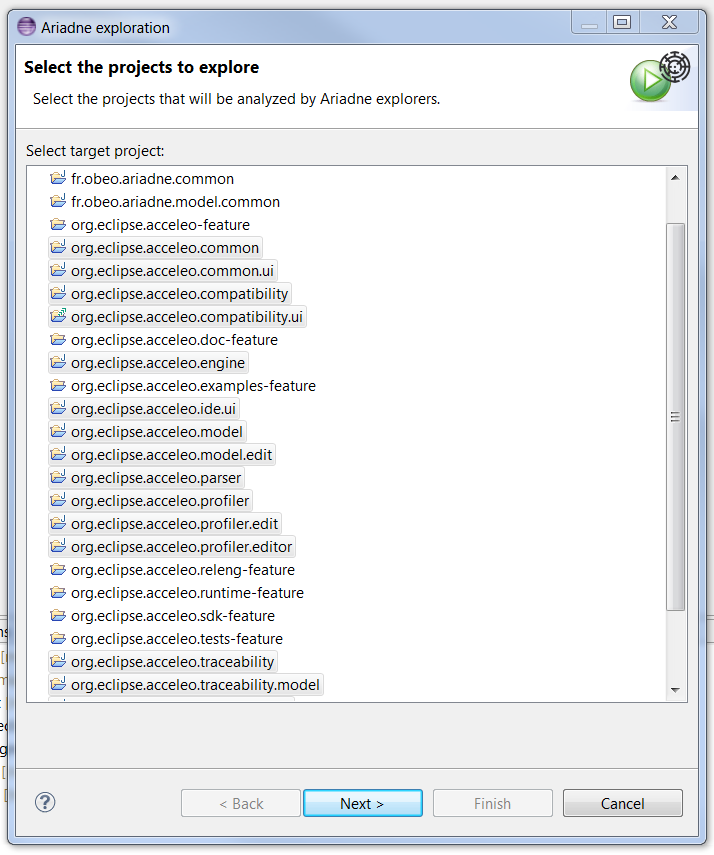 Ariadne exploration
Select the projects to explore
Select the projects that will be analyzed by Ariadne explorers.
Select target project:
fr.obeo.ariadne.common
fr.obeo.ariadne.model.common
org.eclipse.acceleo-feature
org.eclipse.acceleo.common
org.eclipse.acceleo.common.ui
org.eclipse.acceleo.compatibility
org.eclipse.acceleo.compatibility.ui
org.eclipse.acceleo.doc-feature
org.eclipse.acceleo.engine
org.eclipse.acceleo.examples-feature
org.eclipse.acceleo.ide.ui
org.eclipse.acceleo.model
org.eclipse.acceleo.model.edit
org.eclipse.acceleo.parser
org.eclipse.acceleo.profiler
org.eclipse.acceleo.profiler.edit
org.eclipse.acceleo.profiler.editor
org.eclipse.acceleo.releng-feature
org.eclipse.acceleo.runtime-feature
org.eclipse.acceleo.sdk-feature
org.eclipse.acceleo.tests-feature
org.eclipse.acceleo.traceability
org.eclipse.acceleo.traceability.model
? < Back Next > Finish Cancel